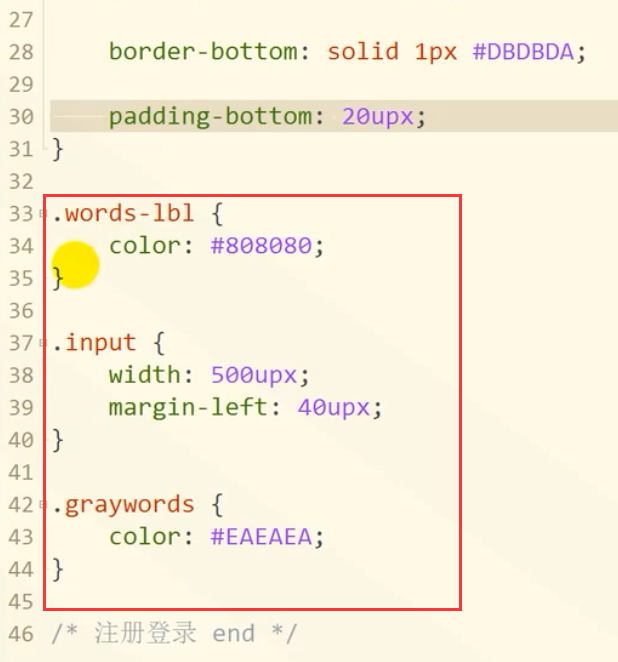 27
28 border-bottom: solid 1px #DBDBDA;
29
30 padding-bottom: 20upx;
31 }
32
33 .words-lbl {
34 color: #808080;
35 }
36
37 .input {
38 width: 500upx;
39 margin-left: 40upx;
40 }
41
42 .graywords {
43 color: #EAEAEA;
44 }
45
46 /* 注册登录 end */